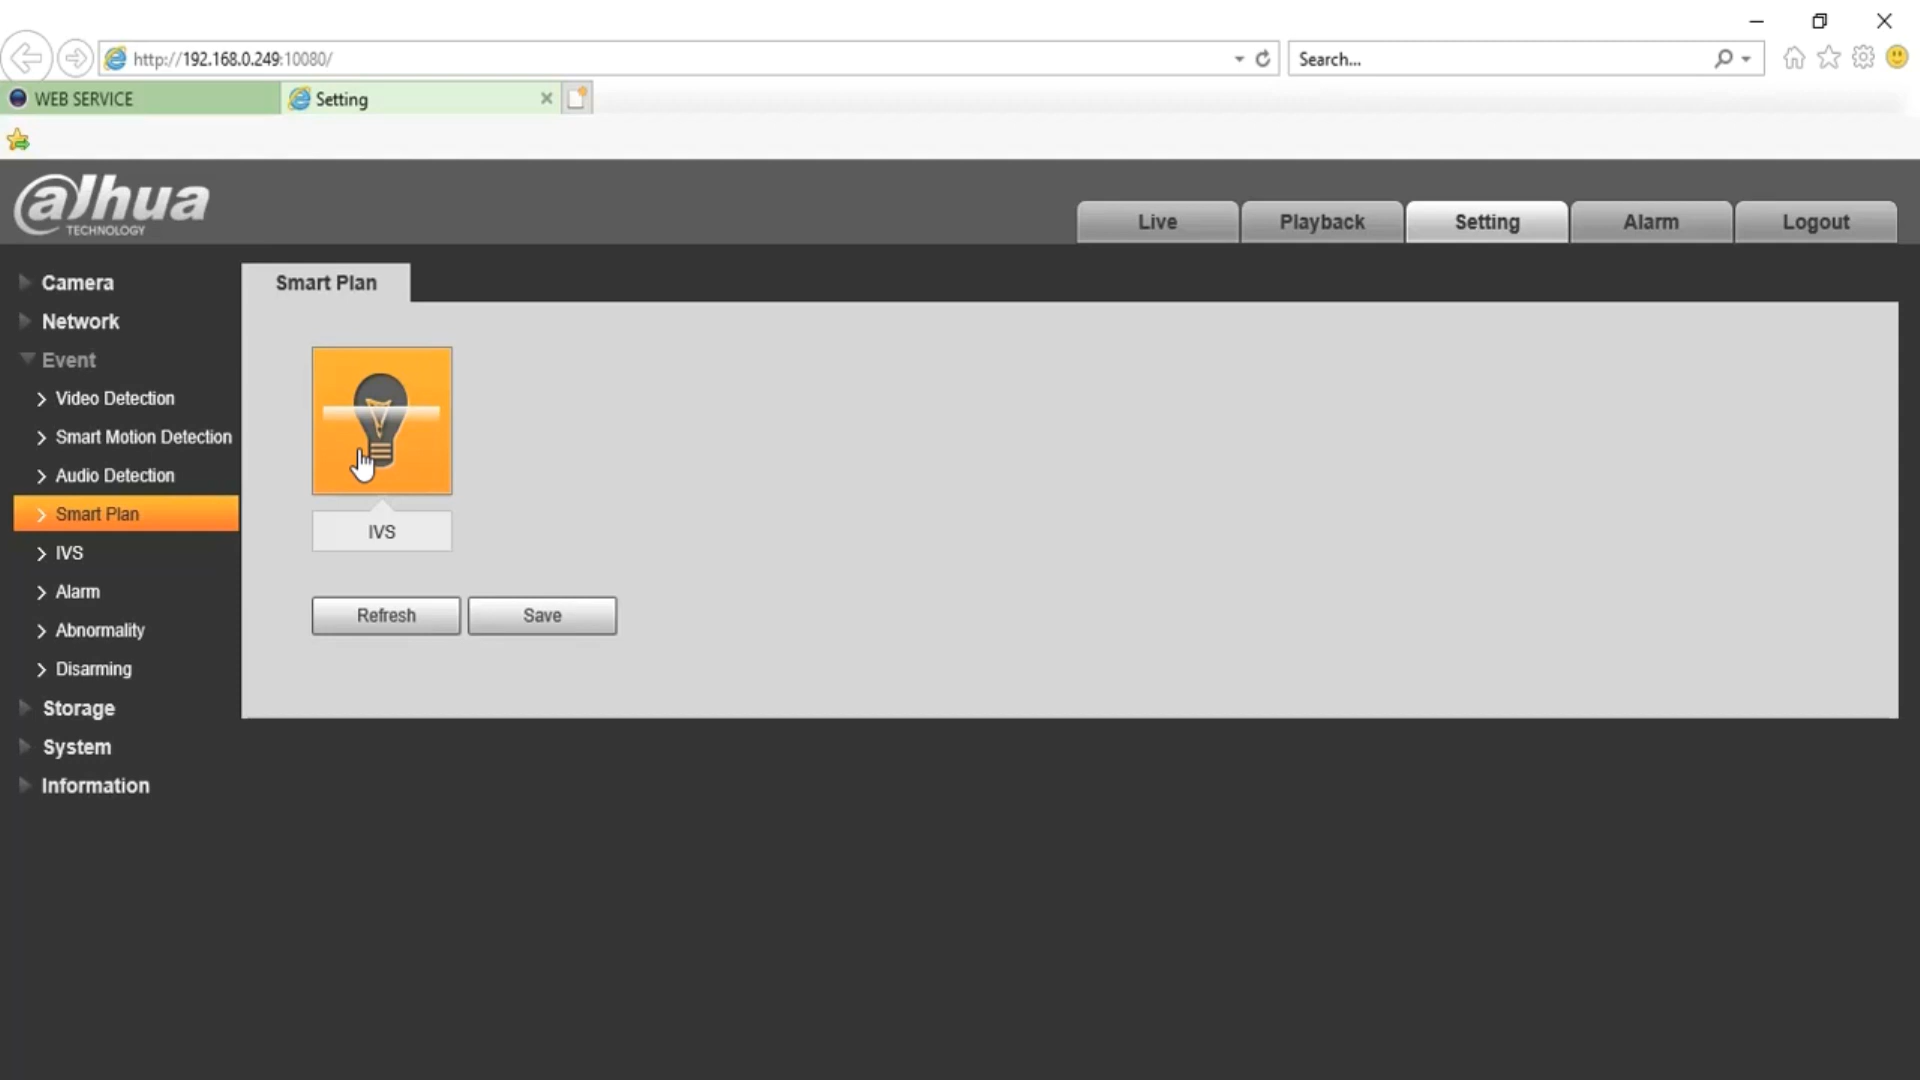 http://192.168.0.249:10080/
Search...
WEB SERVICE
Setting
alhua
TECHNOLOGY
Live
Playback
Setting
Alarm
Logout
Camera
Network
Event
Video Detection
Smart Motion Detection
Audio Detection
Smart Plan
IVS
Alarm
Abnormality
Disarming
Storage
System
Information
Smart Plan
IVS
Refresh
Save